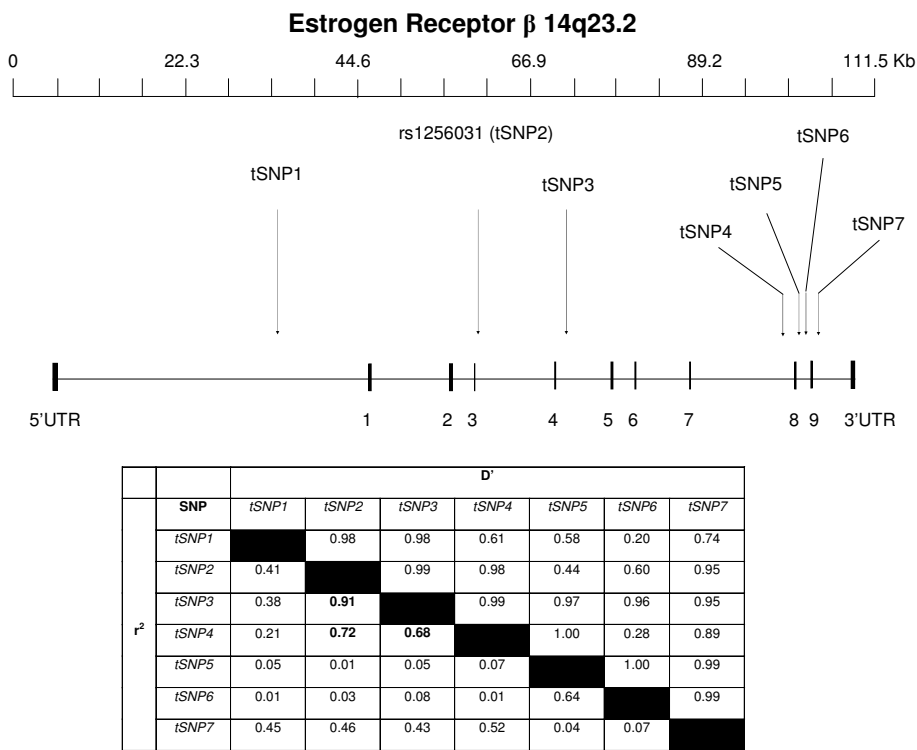 Estrogen Receptor β 14q23.2
0 22.3 44.6 66.9 89.2 111.5 Kb
rs1256031 (tSNP2)
tSNP6
tSNP1
tSNP3
tSNP5
tSNP4
tSNP7
5'UTR 1 2 3 4 5 6 7 8 9 3'UTR
D'
SNP tSNP1 tSNP2 tSNP3 tSNP4 tSNP5 tSNP6 tSNP7
tSNP1 0.98 0.98 0.61 0.58 0.20 0.74
tSNP2 0.41 0.99 0.98 0.44 0.60 0.95
tSNP3 0.38 0.91 0.99 0.97 0.96 0.95
r² tSNP4 0.21 0.72 0.68 1.00 0.28 0.89
tSNP5 0.05 0.01 0.05 0.07 1.00 0.99
tSNP6 0.01 0.03 0.08 0.01 0.64 0.99
tSNP7 0.45 0.46 0.43 0.52 0.04 0.07